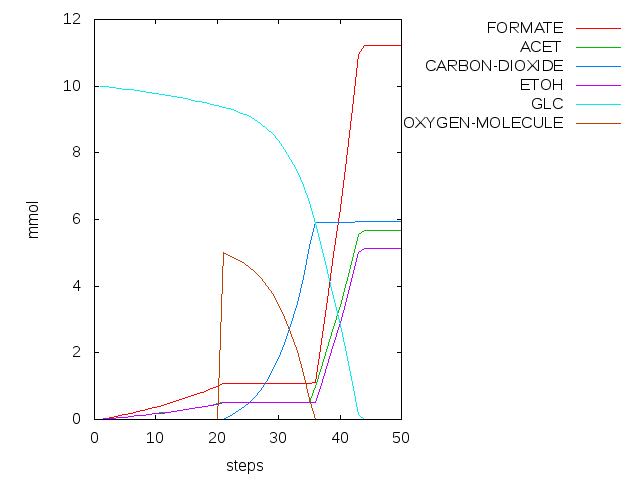 FORMATE
ACET
CARBON-DIOXIDE
ETOH
GLC
OXYGEN-MOLECULE
12
10
8
6
4
2
0
mmol
0 10 20 30 40 50
steps